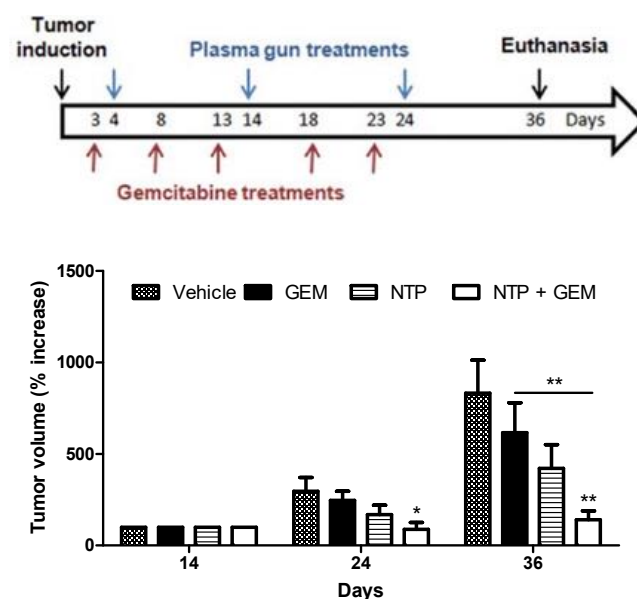 Tumor
induction
Plasma gun treatments
Euthanasia
3 4 8 13 14 18 23 24 36 Days
Gemcitabine treatments
Tumor volume (% increase)
1500
1000
500
0
Vehicle GEM NTP NTP + GEM
**
*
**
14 24 36
Days